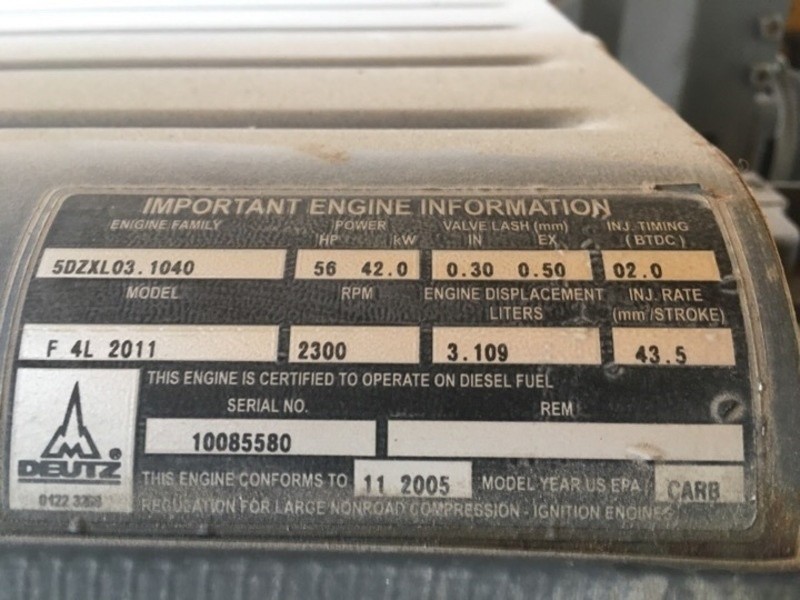 IMPORTANT ENGINE INFORMATION
ENGINE FAMILY POWER VALVE LASH (mm) INJ. TIMING
HP kW IN EX (BTDC)
5DZXL03.1040 56 42.0 0.30 0.50 02.0
MODEL RPM ENGINE DISPLACEMENT INJ. RATE
LITERS (mm³/STROKE)
F 4L 2011 2300 3.109 43.5
THIS ENGINE IS CERTIFIED TO OPERATE ON DIESEL FUEL
SERIAL NO. REM
10085580
DEUTZ®
THIS ENGINE CONFORMS TO 11 2005 MODEL YEAR US EPA / CARB
REGULATION FOR LARGE NONROAD COMPRESSION - IGNITION ENGINES
0122